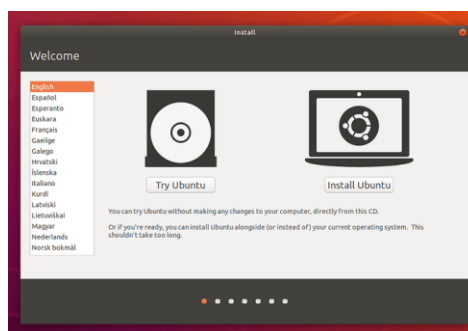 Install
Welcome
English
Español
Esperanto
Euskara
Français
Gaeilge
Galego
Hrvatski
Íslenska
Italiano
Kurdî
Latviski
Lietuviškai
Magyar
Nederlands
Norsk bokmål
Try Ubuntu
Install Ubuntu
You can try Ubuntu without making any changes to your computer, directly from this CD.
Or if you're ready, you can install Ubuntu alongside (or instead of) your current operating system. This
shouldn't take too long.